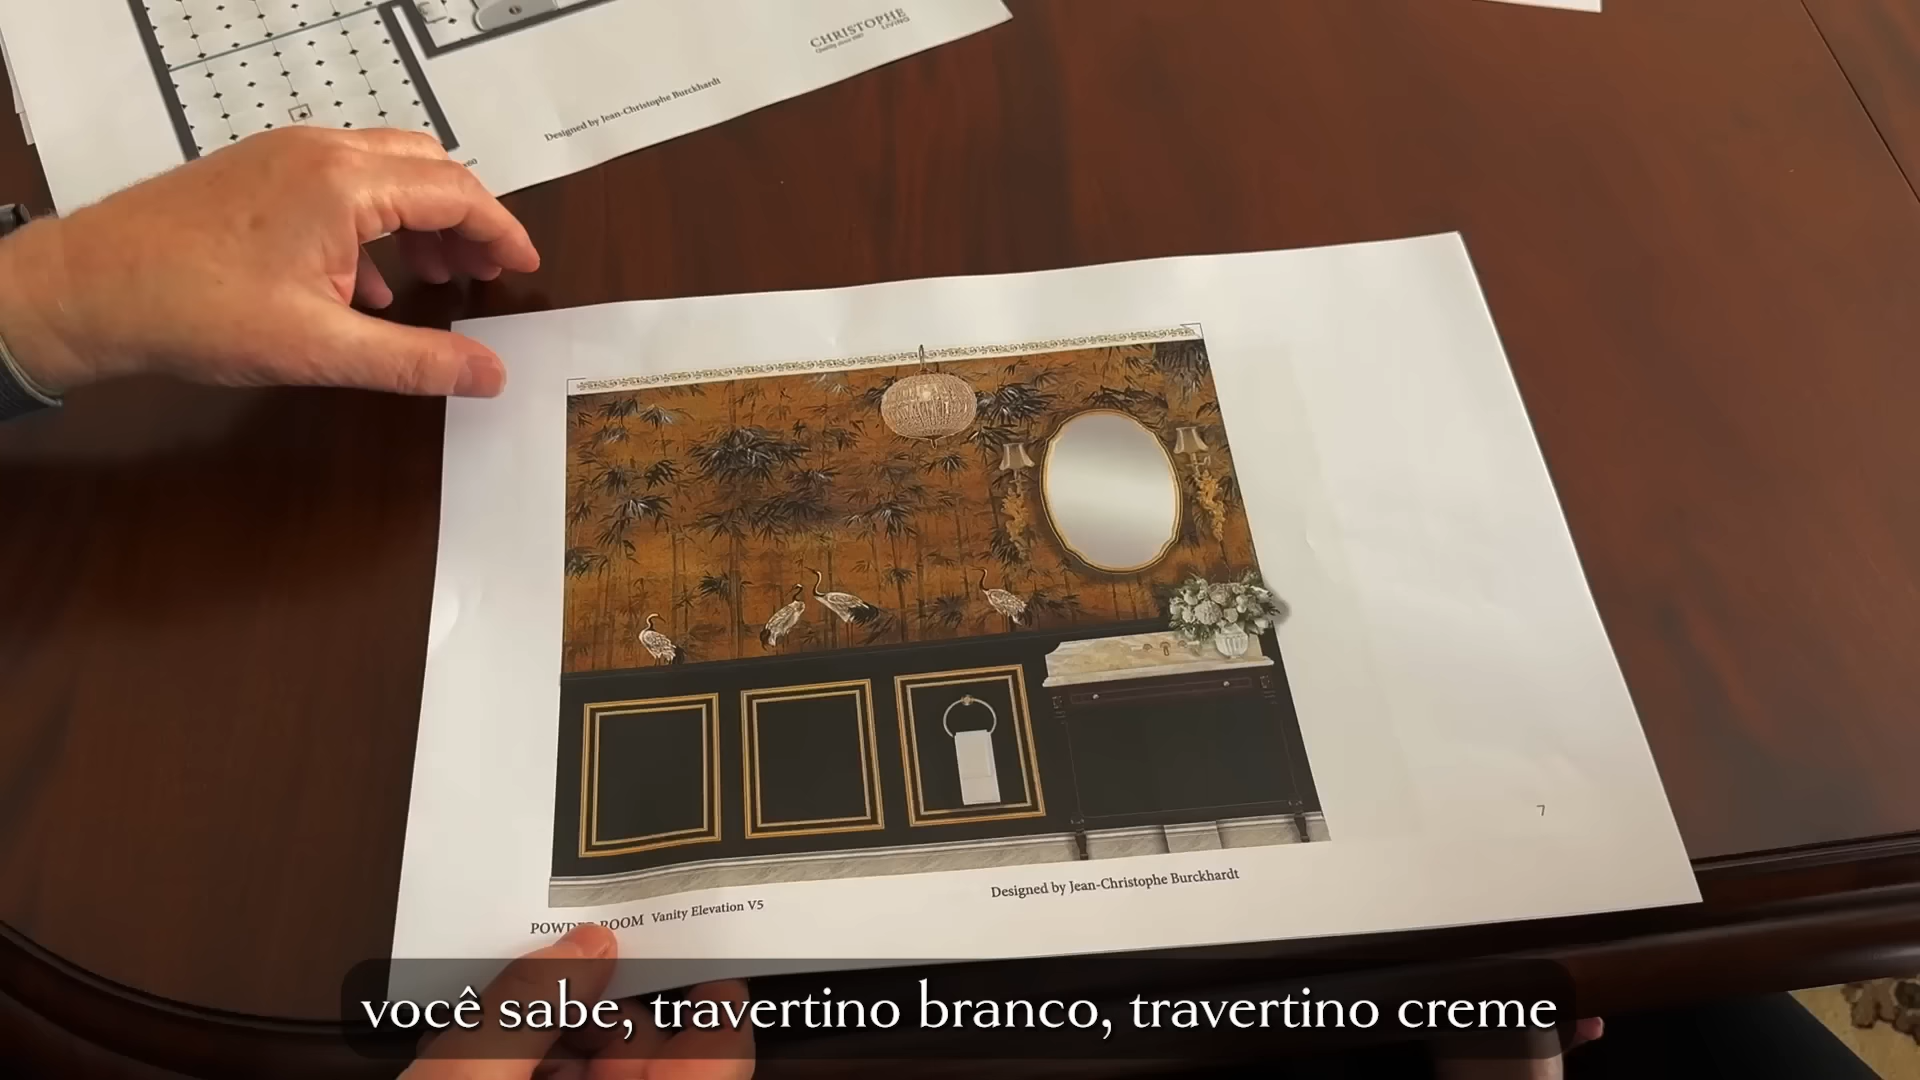 CHRISTOPHE
LIVING
Designed by Jean-Christophe Burckhardt
7
Designed by Jean-Christophe Burckhardt
ROOM Vanity Elevation V5
você sabe, travertino branco, travertino creme